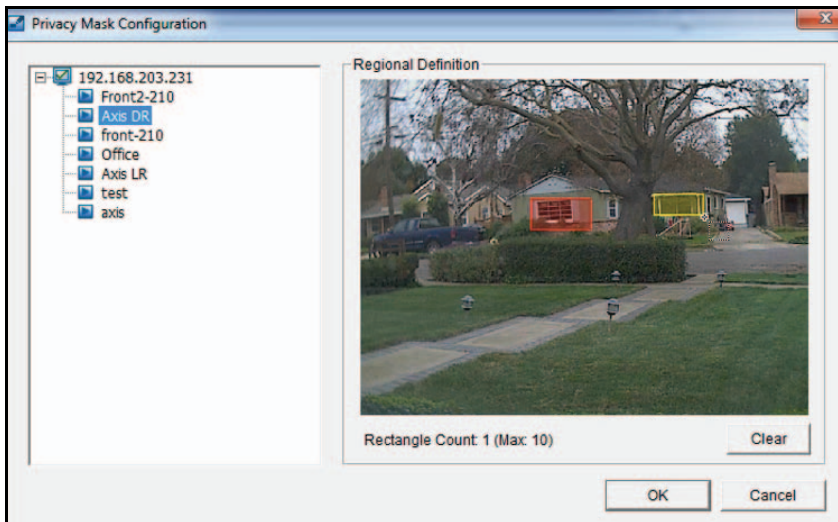 Privacy Mask Configuration
X
192.168.203.231
Front2-210
Axis DR
front-210
Office
Axis LR
test
axis
Regional Definition
Rectangle Count: 1 (Max: 10)
Clear
OK
Cancel